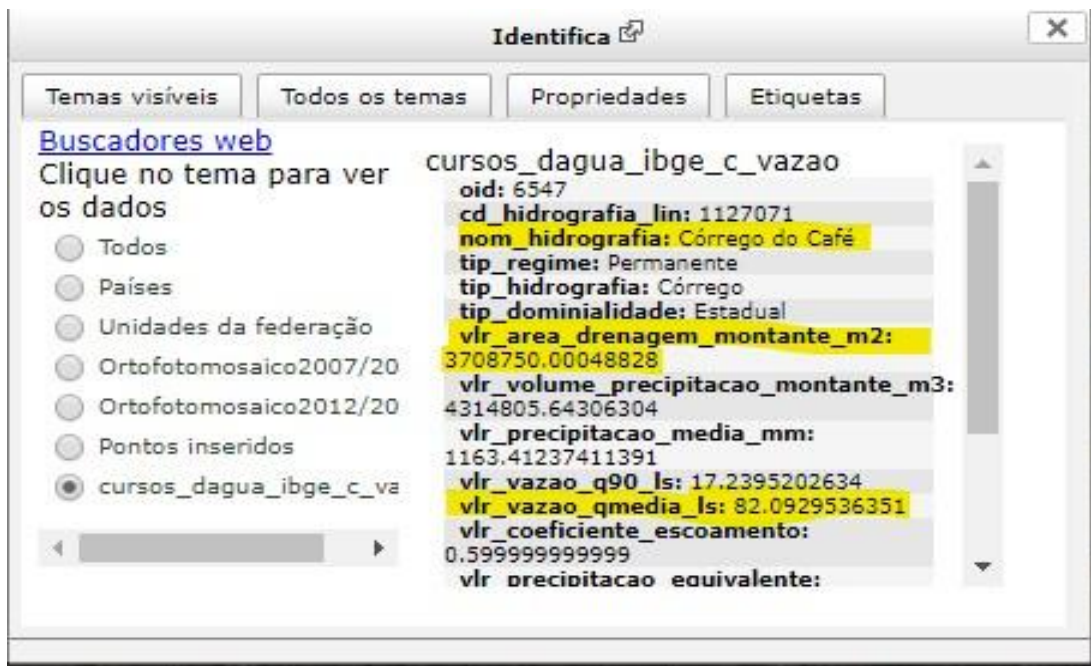 Identifica
Temas visíveis
Todos os temas
Propriedades
Etiquetas
Buscadores web
Clique no tema para ver
os dados
Todos
Países
Unidades da federação
Ortofotomosaico2007/20
Ortofotomosaico2012/20
Pontos inseridos
cursos_dagua_ibge_c_va
cursos_dagua_ibge_c_vazao
oid: 6547
cd_hidrografia_lin: 1127071
nom_hidrografia: Córrego do Café
tip_regime: Permanente
tip_hidrografia: Córrego
tip_dominialidade: Estadual
vlr_area_drenagem_montante_m2:
3708750.00048828
vlr_volume_precipitacao_montante_m3:
4314805.64306304
vlr_precipitacao_media_mm:
1163.41237411391
vlr_vazao_q90_ls: 17.2395202634
vlr_vazao_qmedia_ls: 82.0929536351
vlr_coeficiente_escoamento:
0.599999999999
vlr_precipitacao_equivalente: